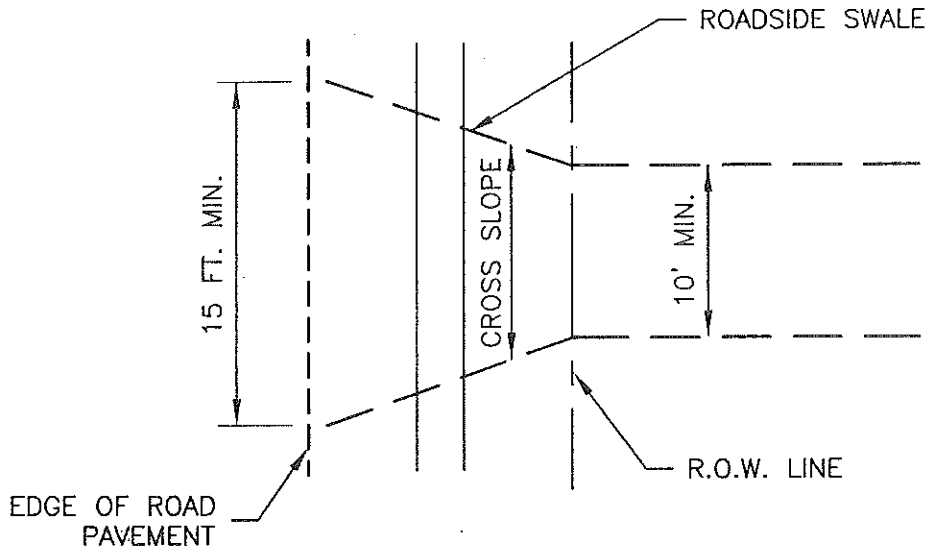 ROADSIDE SWALE
15 FT. MIN.
CROSS SLOPE
10' MIN.
R.O.W. LINE
EDGE OF ROAD
PAVEMENT